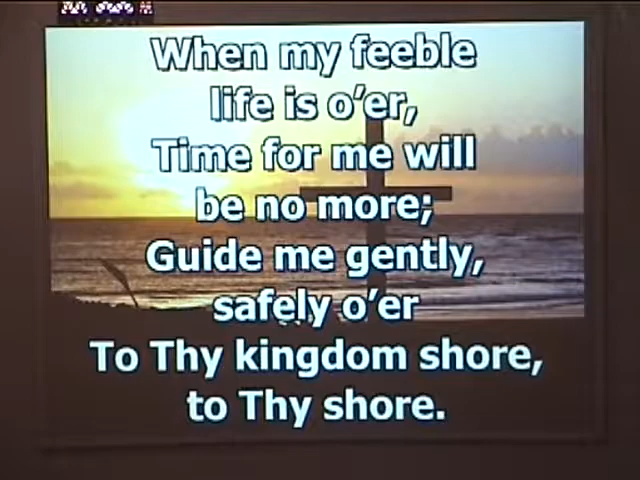 When my feeble
life is o'er,
Time for me will
be no more;
Guide me gently,
safely o'er
To Thy kingdom shore,
to Thy shore.